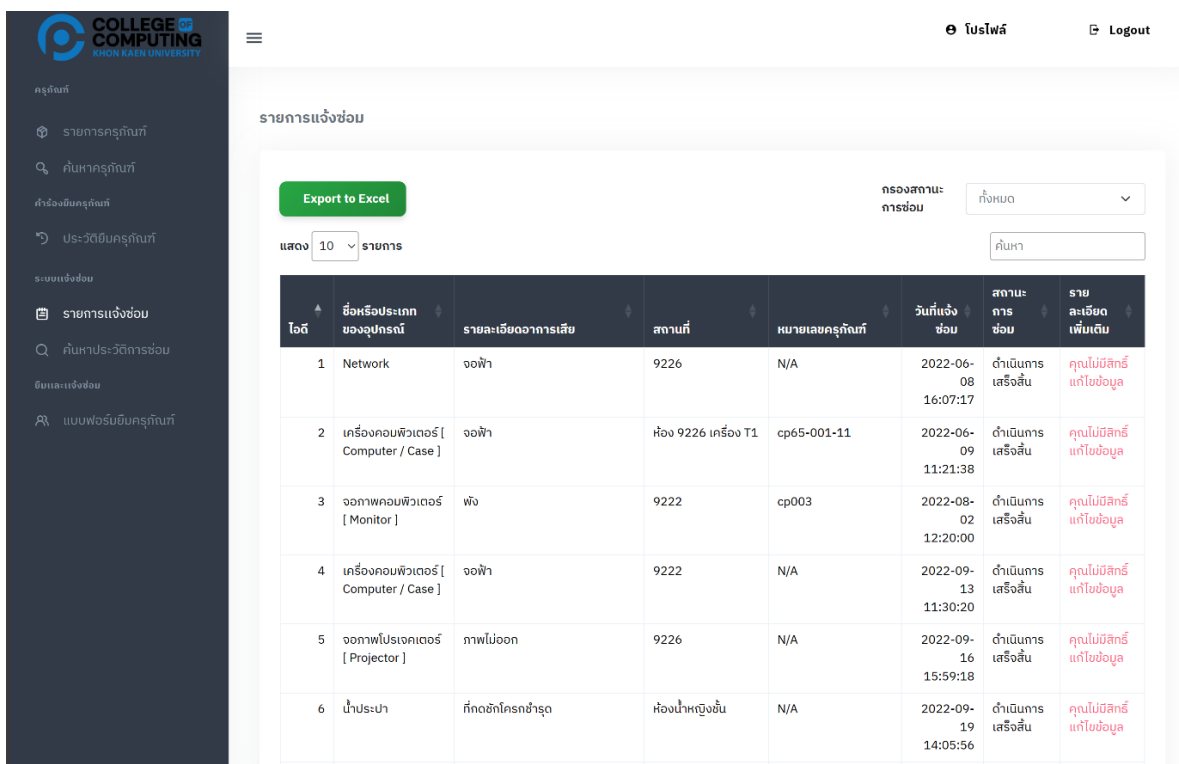 COLLEGE OF
COMPUTING
KHON KAEN UNIVERSITY
โปรไฟล์
Logout
ครุภัณฑ์
รายการครุภัณฑ์
ค้นหาครุภัณฑ์
คำร้องยืมครุภัณฑ์
ประวัติยืมครุภัณฑ์
ระบบแจ้งซ่อม
รายการแจ้งซ่อม
ค้นหาประวัติการซ่อม
ยืมและแจ้งซ่อม
แบบฟอร์มยืมครุภัณฑ์
รายการแจ้งซ่อม
Export to Excel
กรองสถานะ
การซ่อม
ทั้งหมด
แสดง 10 รายการ
ค้นหา
ไอดี
ชื่อหรือประเภท
ของอุปกรณ์
รายละเอียดอาการเสีย
สถานที่
หมายเลขครุภัณฑ์
วันที่แจ้ง
ซ่อม
สถานะ
การ
ซ่อม
ราย
ละเอียด
เพิ่มเติม
1 Network จอฟ้า 9226 N/A 2022-06- ดำเนินการ คุณไม่มีสิทธิ์
08 เสร็จสิ้น แก้ไขข้อมูล
16:07:17
2 เครื่องคอมพิวเตอร์ [ จอฟ้า ห้อง 9226 เครื่อง T1 cp65-001-11 2022-06- ดำเนินการ คุณไม่มีสิทธิ์
Computer / Case ] 09 เสร็จสิ้น แก้ไขข้อมูล
11:21:38
3 จอภาพคอมพิวเตอร์ พัง 9222 cp003 2022-08- ดำเนินการ คุณไม่มีสิทธิ์
[ Monitor ] 02 เสร็จสิ้น แก้ไขข้อมูล
12:20:00
4 เครื่องคอมพิวเตอร์ [ จอฟ้า 9222 N/A 2022-09- ดำเนินการ คุณไม่มีสิทธิ์
Computer / Case ] 13 เสร็จสิ้น แก้ไขข้อมูล
11:30:20
5 จอภาพโปรเจคเตอร์ ภาพไม่ออก 9226 N/A 2022-09- ดำเนินการ คุณไม่มีสิทธิ์
[ Projector ] 16 เสร็จสิ้น แก้ไขข้อมูล
15:59:18
6 น้ำประปา ที่กดชักโครกชำรุด ห้องน้ำหญิงชั้น N/A 2022-09- ดำเนินการ คุณไม่มีสิทธิ์
19 เสร็จสิ้น แก้ไขข้อมูล
14:05:56